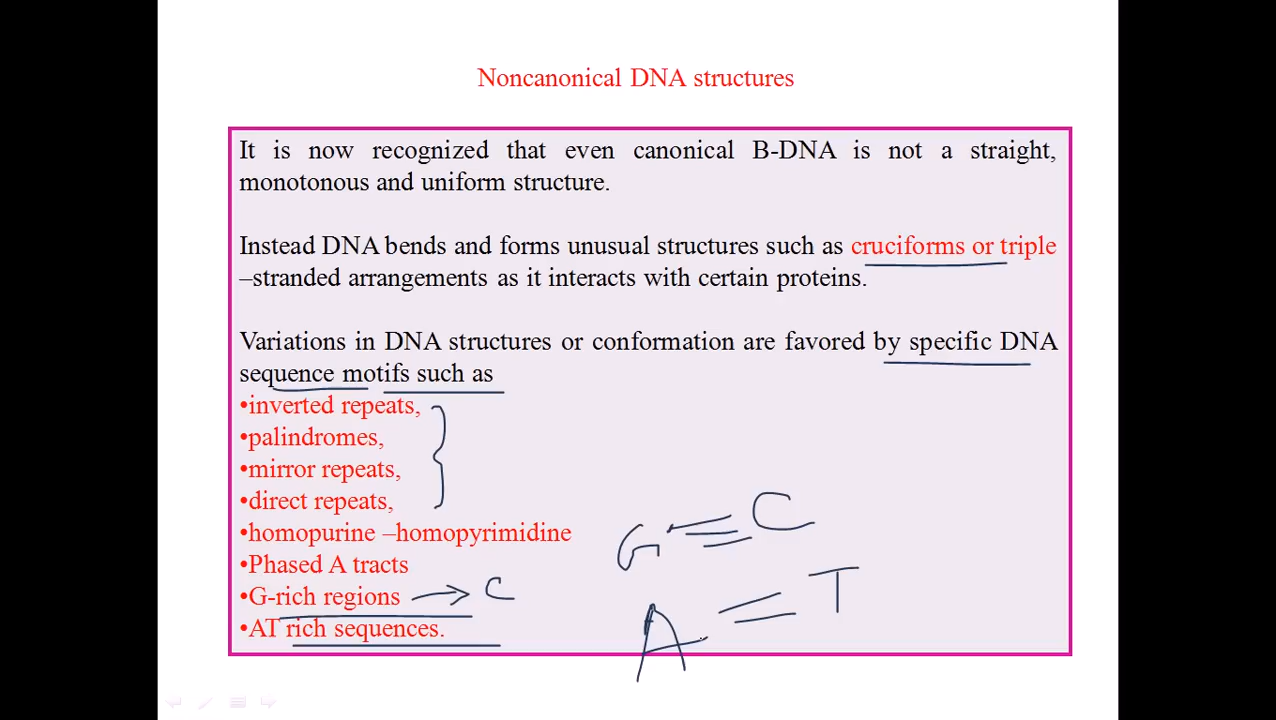 Noncanonical DNA structures
It is now recognized that even canonical B-DNA is not a straight,
monotonous and uniform structure.
Instead DNA bends and forms unusual structures such as cruciforms or triple
–stranded arrangements as it interacts with certain proteins.
Variations in DNA structures or conformation are favored by specific DNA
sequence motifs such as
•inverted repeats,
•palindromes,
•mirror repeats,
•direct repeats,
•homopurine –homopyrimidine
•Phased A tracts
•G-rich regions → C
•AT rich sequences.
G ≡ C
A = T